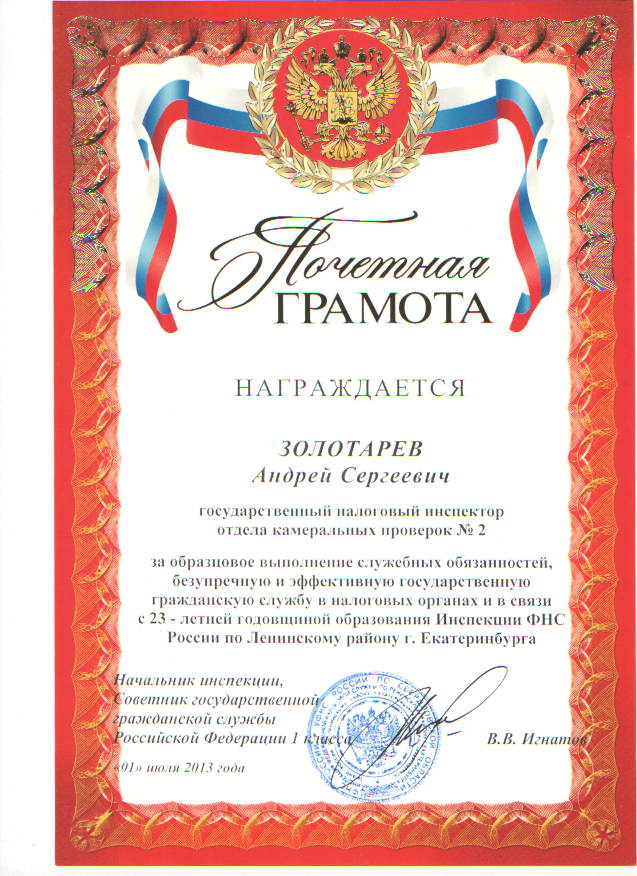 Почетная
ГРАМОТА
НАГРАЖДАЕТСЯ
ЗОЛОТАРЕВ
Андрей Сергеевич
государственный налоговый инспектор
отдела камеральных проверок № 2
за образцовое выполнение служебных обязанностей,
безупречную и эффективную государственную
гражданскую службу в налоговых органах и в связи
с 23 - летней годовщиной образования Инспекции ФНС
России по Ленинскому району г. Екатеринбурга
Начальник инспекции,
Советник государственной
гражданской службы
Российской Федерации 1 класса
В.В. Игнатов
«01» июля 2013 года